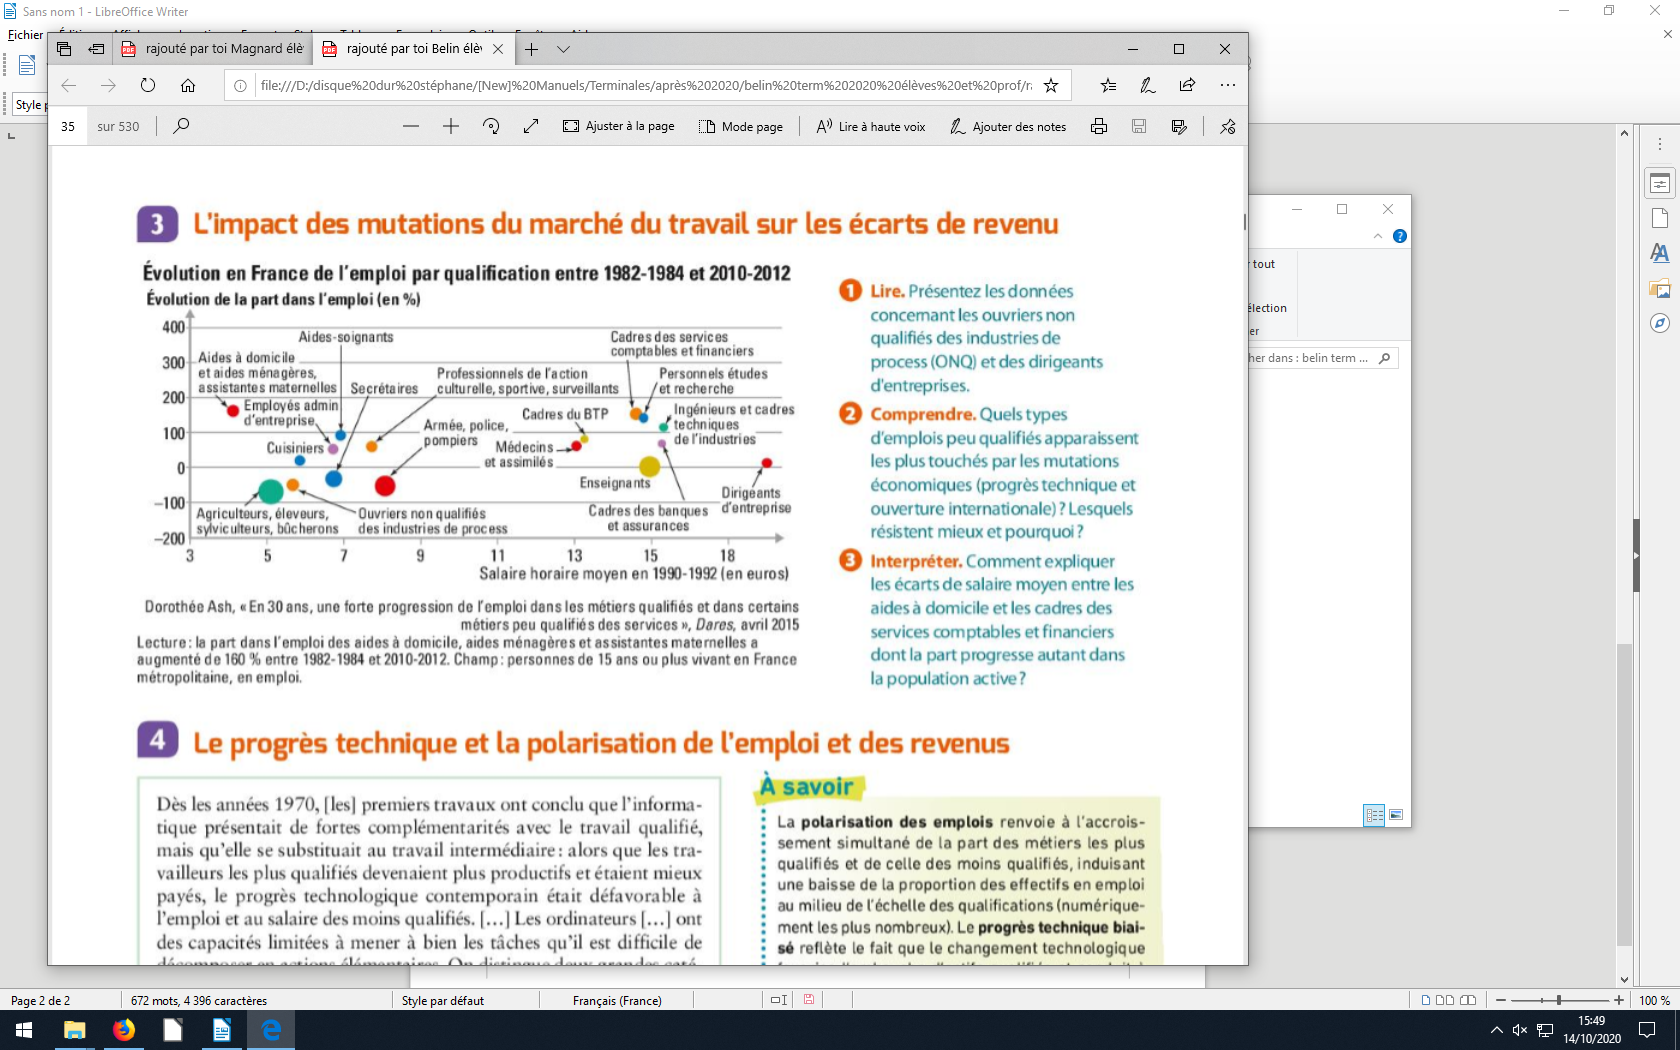 Sans nom 1 - LibreOffice Writer
Fichier
rajouté par toi Magnard élè
rajouté par toi Belin élèv
file:///D:/disque%20dur%20stéphane/[New]%20Manuels/Terminales/après%202020/belin%20term%202020%20élèves%20et%20prof/ra
Style p
35 sur 530
Ajuster à la page
Mode page
Lire à haute voix
Ajouter des notes
3 L'impact des mutations du marché du travail sur les écarts de revenu
Évolution en France de l'emploi par qualification entre 1982-1984 et 2010-2012
Évolution de la part dans l'emploi (en %)
400
300
200
100
0
–100
–200
3 5 7 9 11 13 15 18
Salaire horaire moyen en 1990-1992 (en euros)
Aides-soignants
Aides à domicile
et aides ménagères,
assistantes maternelles
Secrétaires
Employés admin
d'entreprise
Cuisiniers
Professionnels de l'action
culturelle, sportive, surveillants
Armée, police,
pompiers
Cadres des services
comptables et financiers
Personnels études
et recherche
Cadres du BTP
Ingénieurs et cadres
techniques
de l'industries
Médecins
et assimilés
Enseignants
Dirigeants
d'entreprise
Cadres des banques
et assurances
Agriculteurs, éleveurs,
sylviculteurs, bûcherons
Ouvriers non qualifiés
des industries de process
Dorothée Ash, « En 30 ans, une forte progression de l'emploi dans les métiers qualifiés et dans certains
métiers peu qualifiés des services », Dares, avril 2015
Lecture : la part dans l'emploi des aides à domicile, aides ménagères et assistantes maternelles a
augmenté de 160 % entre 1982-1984 et 2010-2012. Champ : personnes de 15 ans ou plus vivant en France
métropolitaine, en emploi.
1 Lire. Présentez les données
concernant les ouvriers non
qualifiés des industries de
process (ONQ) et des dirigeants
d'entreprises.
2 Comprendre. Quels types
d'emplois peu qualifiés apparaissent
les plus touchés par les mutations
économiques (progrès technique et
ouverture internationale) ? Lesquels
résistent mieux et pourquoi ?
3 Interpréter. Comment expliquer
les écarts de salaire moyen entre les
aides à domicile et les cadres des
services comptables et financiers
dont la part progresse autant dans
la population active ?
4 Le progrès technique et la polarisation de l'emploi et des revenus
Dès les années 1970, [les] premiers travaux ont conclu que l'informa-
tique présentait de fortes complémentarités avec le travail qualifié,
mais qu'elle se substituait au travail intermédiaire : alors que les tra-
vailleurs les plus qualifiés devenaient plus productifs et étaient mieux
payés, le progrès technologique contemporain était défavorable à
l'emploi et au salaire des moins qualifiés. [...] Les ordinateurs [...] ont
des capacités limitées à mener à bien les tâches qu'il est difficile de
À savoir
La polarisation des emplois renvoie à l'accrois-
sement simultané de la part des métiers les plus
qualifiés et de celle des moins qualifiés, induisant
une baisse de la proportion des effectifs en emploi
au milieu de l'échelle des qualifications (numérique-
ment les plus nombreux). Le progrès technique biai-
sé reflète le fait que le changement technologique
r tout
élection
er
her dans : belin term ...
Page 2 de 2
672 mots, 4 396 caractères
Style par défaut
Français (France)
100 %
15:49
14/10/2020